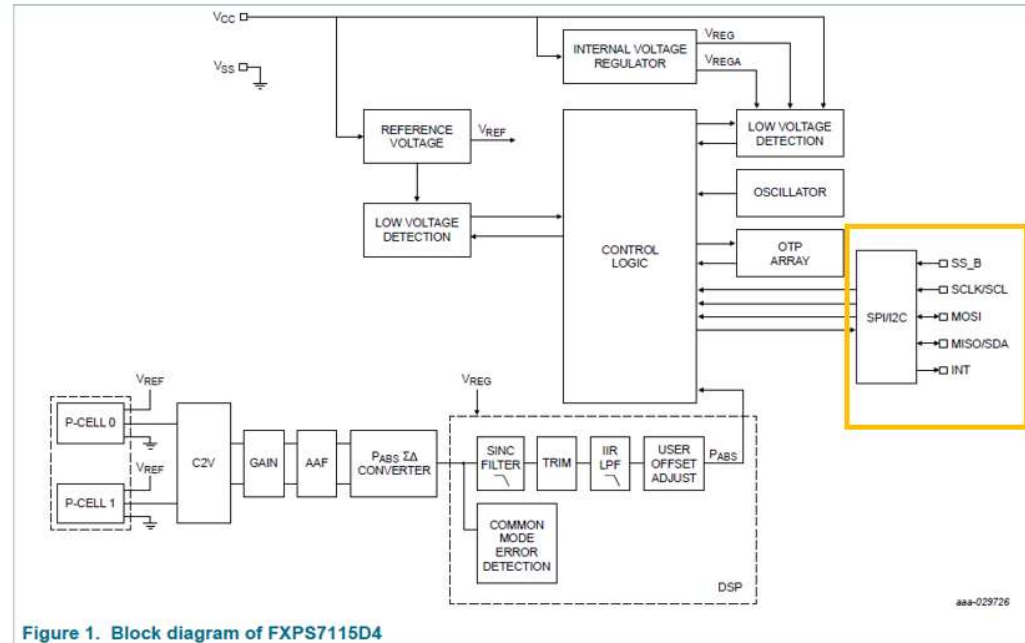 VCC
VSS
INTERNAL VOLTAGE
REGULATOR
VREG
VREGA
REFERENCE
VOLTAGE
VREF
LOW VOLTAGE
DETECTION
LOW VOLTAGE
DETECTION
OSCILLATOR
CONTROL
LOGIC
OTP
ARRAY
SPI/I2C
SS_B
SCLK/SCL
MOSI
MISO/SDA
INT
VREF
P-CELL 0
VREF
P-CELL 1
C2V
GAIN
AAF
PABS ΣΔ
CONVERTER
VREG
SINC
FILTER
TRIM
IIR
LPF
USER
OFFSET
ADJUST
PABS
COMMON
MODE
ERROR
DETECTION
DSP
aaa-029726
Figure 1. Block diagram of FXPS7115D4